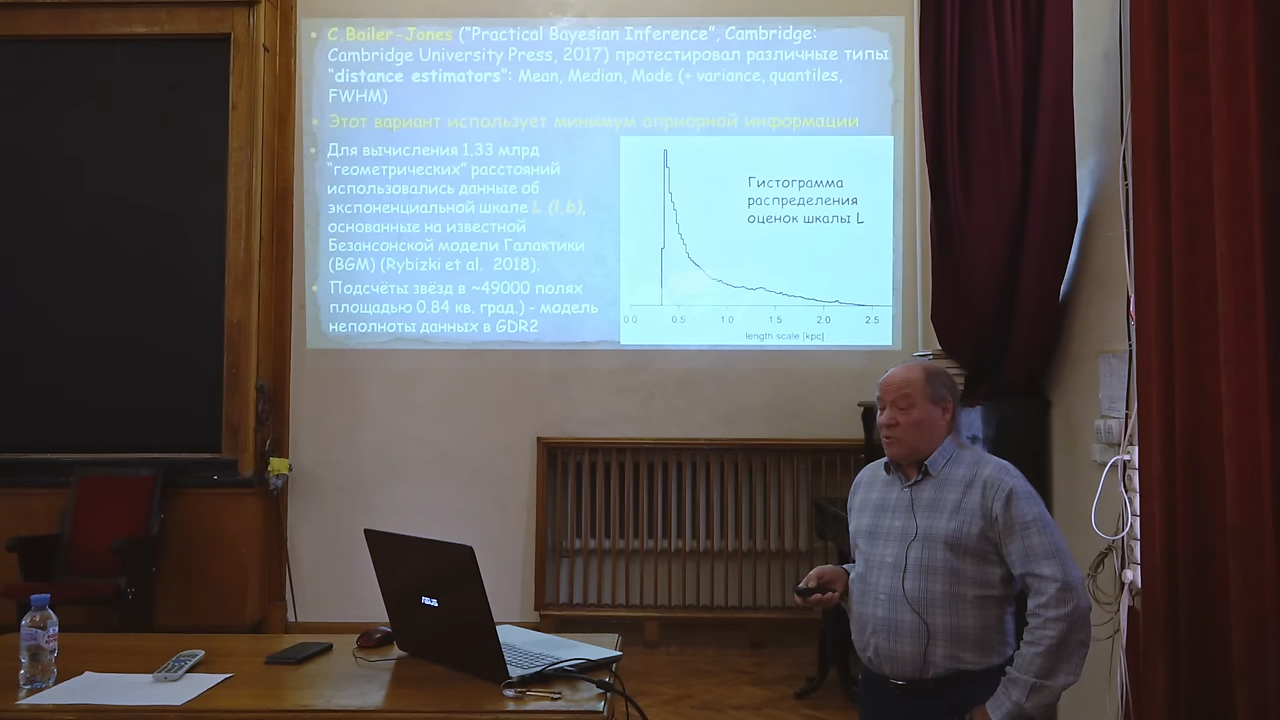 C.Bailer-Jones ("Practical Bayesian Inference", Cambridge:
Cambridge University Press, 2017) протестировал различные типы
"distance estimators": Mean, Median, Mode (+ variance, quantiles,
FWHM)
Этот вариант использует минимум априорной информации
Для вычисления 1.33 млрд
"геометрических" расстояний
использовались данные об
экспоненциальной шкале L (l,b),
основанные на известной
Безансонской модели Галактики
(BGM) (Rybizki et al. 2018).
Подсчёты звёзд в ~49000 полях
площадью 0.84 кв. град.) - модель
неполноты данных в GDR2
Гистограмма
распределения
оценок шкалы L
0.0 0.5 1.0 1.5 2.0 2.5
length scale [kpc]
ASUS